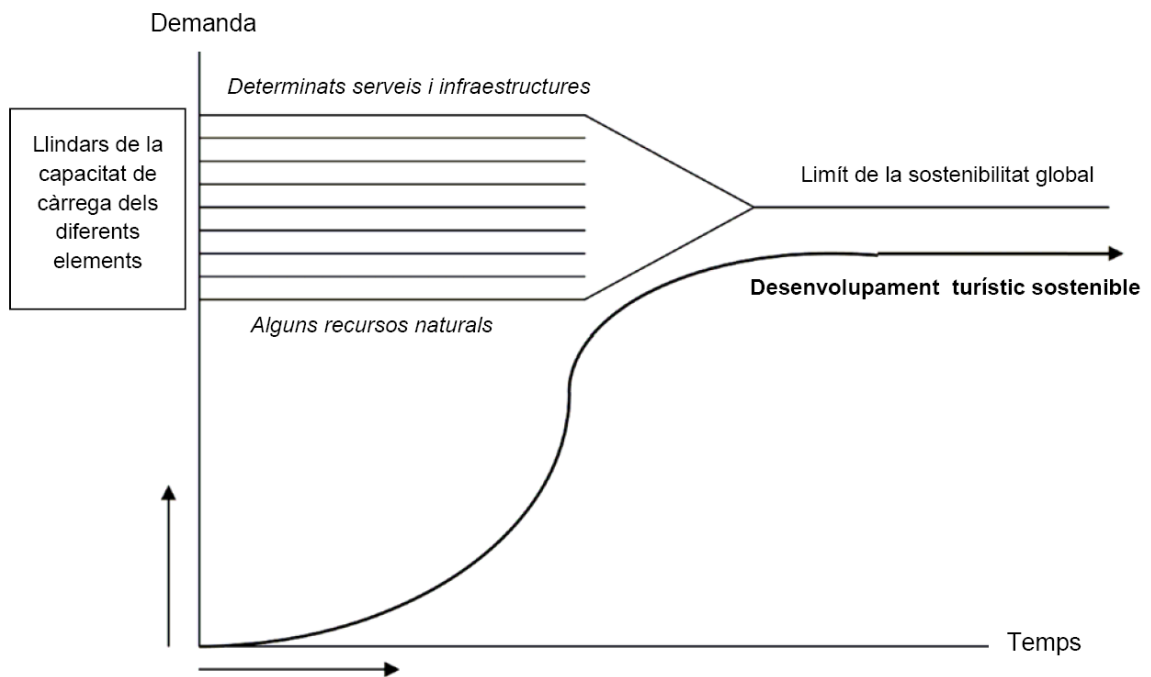 Demanda
Determinats serveis i infraestructures
Llindars de la
capacitat de
càrrega dels
diferents
elements
Limít de la sostenibilitat global
Desenvolupament  turístic sostenible
Alguns recursos naturals
Temps